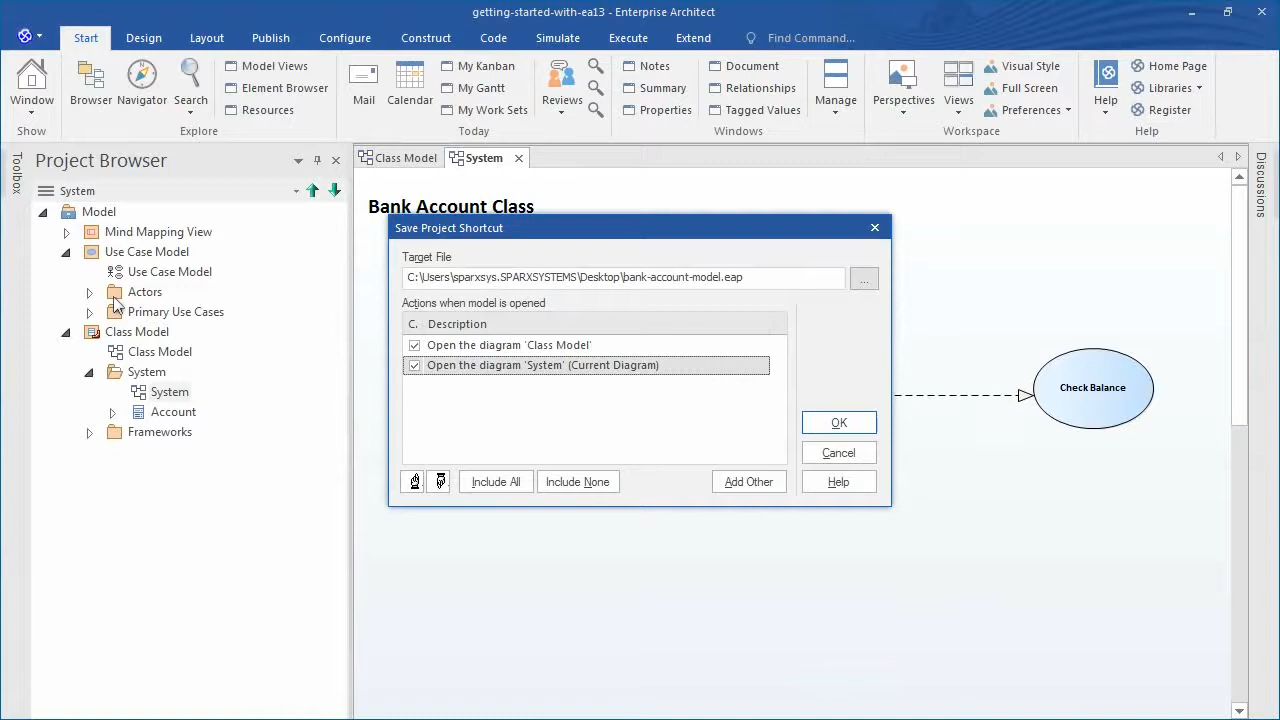 getting-started-with-ea13 - Enterprise Architect
Start
Design
Layout
Publish
Configure
Construct
Code
Simulate
Execute
Extend
Find Command...
Window
Show
Browser
Navigator
Search
Model Views
Element Browser
Resources
Explore
Mail
Calendar
My Kanban
My Gantt
My Work Sets
Reviews
Today
Notes
Summary
Properties
Document
Relationships
Tagged Values
Manage
Windows
Perspectives
Views
Visual Style
Full Screen
Preferences
Workspace
Help
Home Page
Libraries
Register
Help
Toolbox
Project Browser
System
Model
Mind Mapping View
Use Case Model
Use Case Model
Actors
Primary Use Cases
Class Model
Class Model
System
System
Account
Frameworks
Class Model
System
Discussions
Bank Account Class
Check Balance
Save Project Shortcut
Target File
C:\Users\sparxsys.SPARXSYSTEMS\Desktop\bank-account-model.eap
...
Actions when model is opened
C. Description
Open the diagram 'Class Model'
Open the diagram 'System' (Current Diagram)
OK
Cancel
Include All
Include None
Add Other
Help